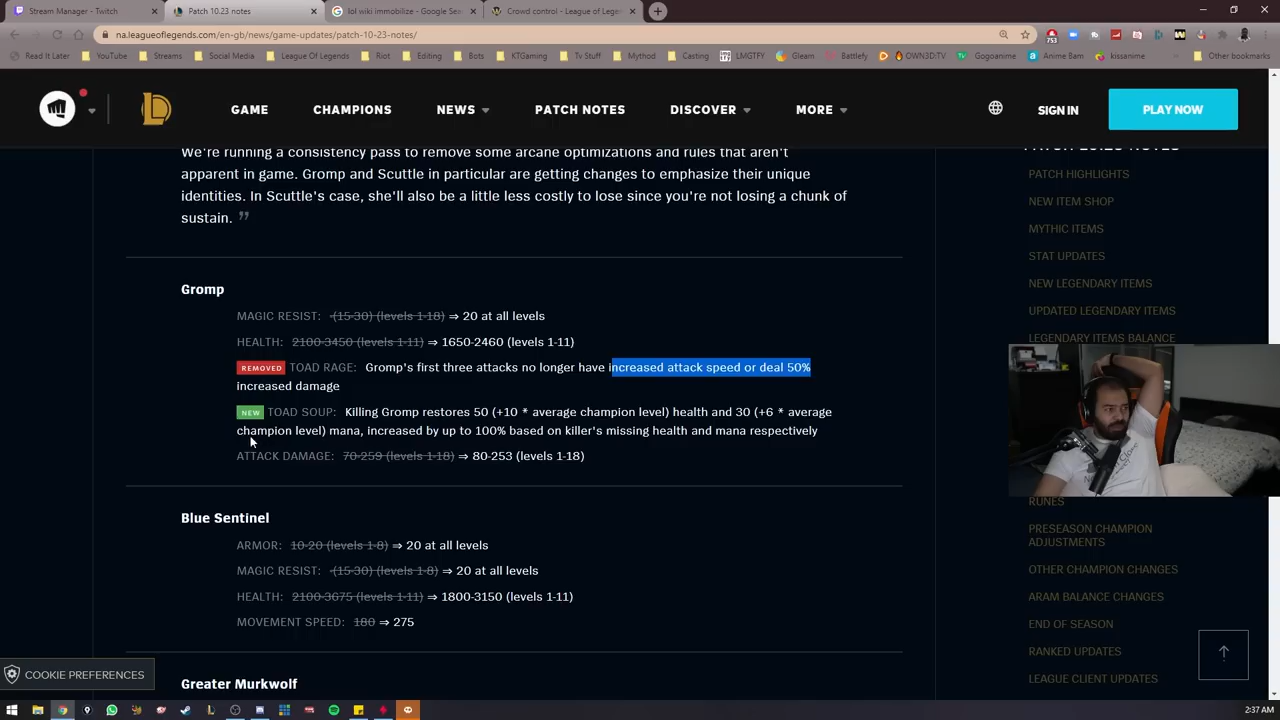 Stream Manager - Twitch
Patch 10.23 notes
lol wiki immobilize - Google Sea
Crowd control - League of Legend
na.leagueoflegends.com/en-gb/news/game-updates/patch-10-23-notes/
Read It Later YouTube Streams Social Media League Of Legends Riot Editing Bots KTGaming Tv Stuff Mythod Casting LMGTFY Gleam Battlefy OWN3D:TV Gogoanime Anime Bam kissanime Other bookmarks
753
GAME CHAMPIONS NEWS PATCH NOTES DISCOVER MORE SIGN IN PLAY NOW
We're running a consistency pass to remove some arcane optimizations and rules that aren't
apparent in game. Gromp and Scuttle in particular are getting changes to emphasize their unique
identities. In Scuttle's case, she'll also be a little less costly to lose since you're not losing a chunk of
sustain. ”
Gromp
MAGIC RESIST: (15-30) (levels 1-18) ⇒ 20 at all levels
HEALTH: 2100-3450 (levels 1-11) ⇒ 1650-2460 (levels 1-11)
REMOVED TOAD RAGE: Gromp's first three attacks no longer have increased attack speed or deal 50%
increased damage
NEW TOAD SOUP: Killing Gromp restores 50 (+10 * average champion level) health and 30 (+6 * average
champion level) mana, increased by up to 100% based on killer's missing health and mana respectively
ATTACK DAMAGE: 70-259 (levels 1-18) ⇒ 80-253 (levels 1-18)
Blue Sentinel
ARMOR: 10-20 (levels 1-8) ⇒ 20 at all levels
MAGIC RESIST: (15-30) (levels 1-8) ⇒ 20 at all levels
HEALTH: 2100-3675 (levels 1-11) ⇒ 1800-3150 (levels 1-11)
MOVEMENT SPEED: 180 ⇒ 275
Greater Murkwolf
PATCH 10.23 NOTES
PATCH HIGHLIGHTS
NEW ITEM SHOP
MYTHIC ITEMS
STAT UPDATES
NEW LEGENDARY ITEMS
UPDATED LEGENDARY ITEMS
LEGENDARY ITEMS BALANCE
RUNES
PRESEASON CHAMPION
ADJUSTMENTS
OTHER CHAMPION CHANGES
ARAM BALANCE CHANGES
END OF SEASON
RANKED UPDATES
LEAGUE CLIENT UPDATES
COOKIE PREFERENCES
2:37 AM